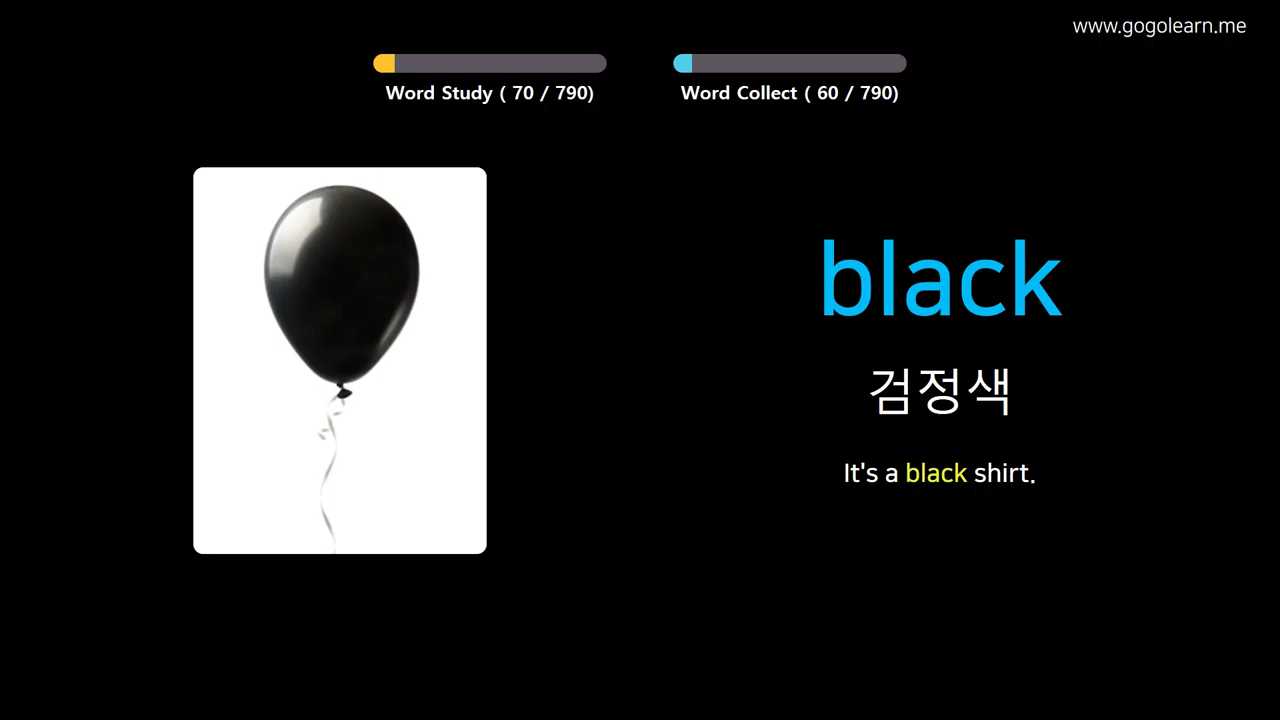 www.gogolearn.me
Word Study ( 70 / 790)
Word Collect ( 60 / 790)
black
검정색
It's a black shirt.